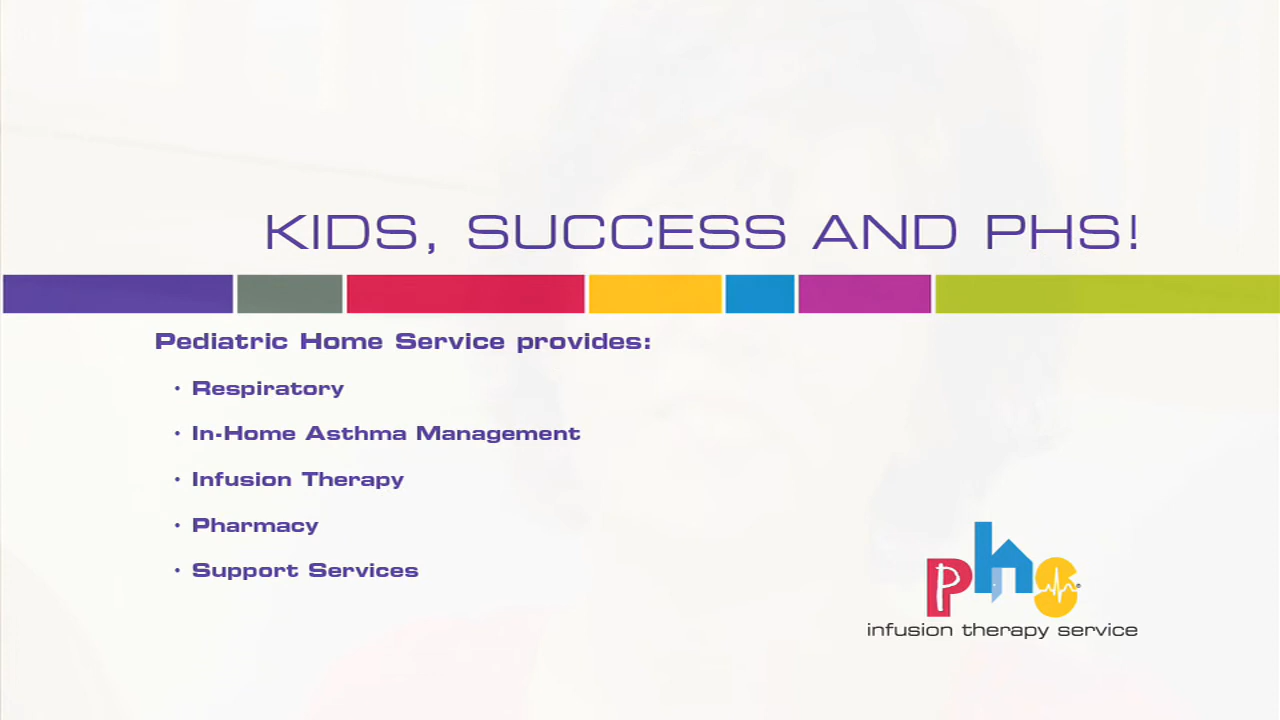 KIDS, SUCCESS AND PHS!
Pediatric Home Service provides:
• Respiratory
• In-Home Asthma Management
• Infusion Therapy
• Pharmacy
• Support Services
phs
infusion therapy service